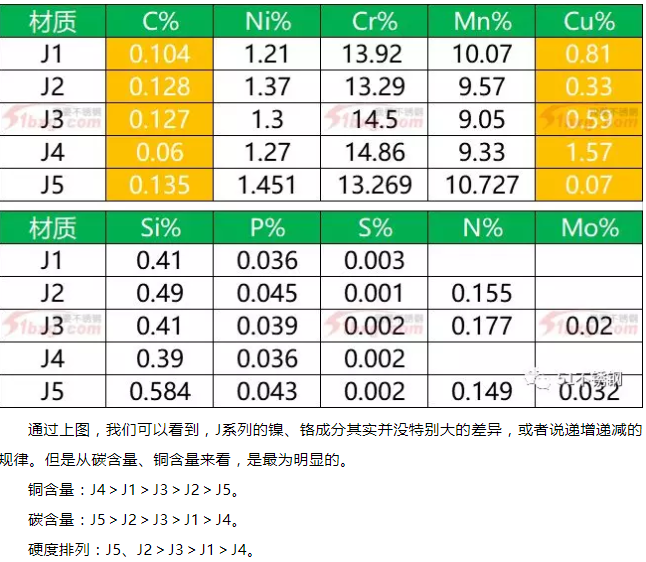 材质 C% Ni% Cr% Mn% Cu%
J1 0.104 1.21 13.92 10.07 0.81
J2 0.128 1.37 13.29 9.57 0.33
J3 0.127 1.3 14.5 9.05 0.59
J4 0.06 1.27 14.86 9.33 1.57
J5 0.135 1.451 13.269 10.727 0.07
材质 Si% P% S% N% Mo%
J1 0.41 0.036 0.003
J2 0.49 0.045 0.001 0.155
J3 0.41 0.039 0.002 0.177 0.02
J4 0.39 0.036 0.002
51不锈钢
J5 0.584 0.043 0.002 0.149 0.032
通过上图，我们可以看到，J系列的镍、铬成分其实并没特别大的差异，或者说递增递减的
规律。但是从碳含量、铜含量来看，是最为明显的。
铜含量：J4＞J1＞J3＞J2＞J5。
碳含量：J5＞J2＞J3＞J1＞J4。
硬度排列：J5、J2＞J3＞J1＞J4。